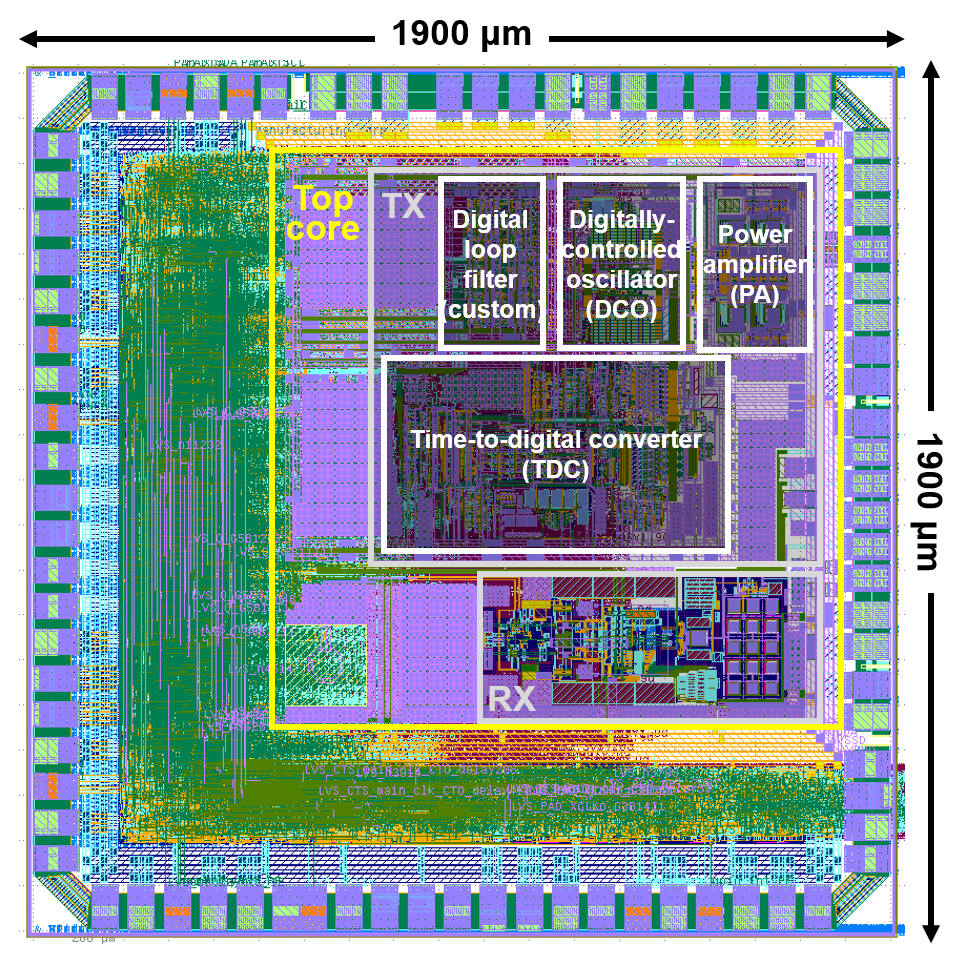 1900 µm
1900 µm
Top
core
TX
Digital
loop
filter
(custom)
Digitally-
controlled
oscillator
(DCO)
Power
amplifier
(PA)
Time-to-digital converter
(TDC)
RX